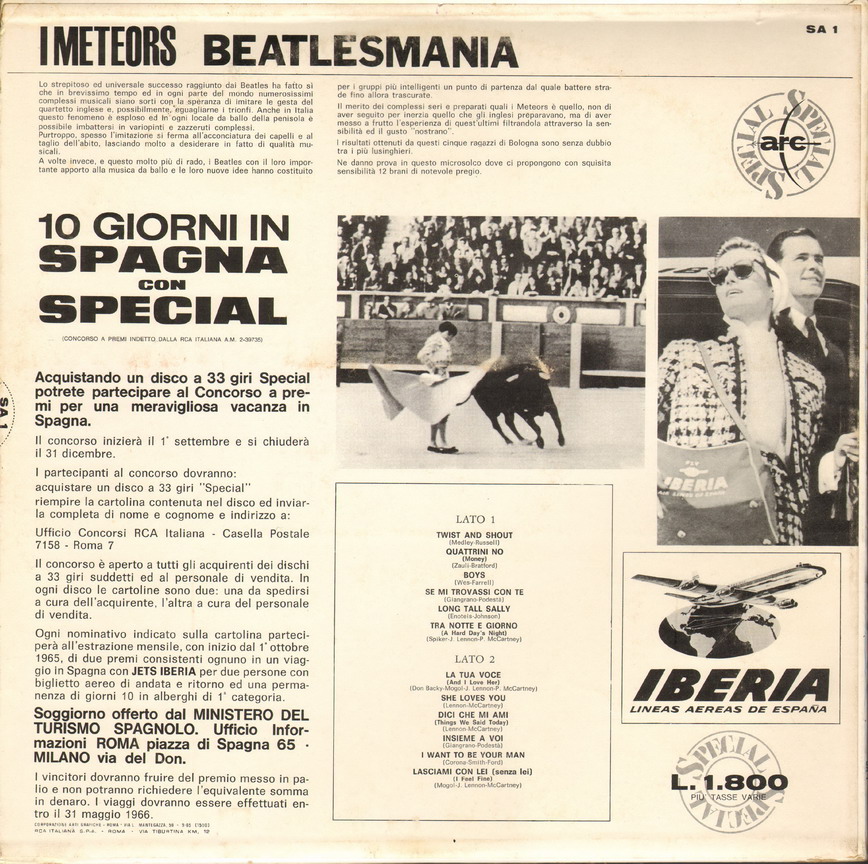 I METEORS BEATLESMANIA
SA 1
Lo strepitoso ed universale successo raggiunto dai Beatles ha fatto sì
che in brevissimo tempo ed in ogni parte del mondo numerosissimi
complessi musicali siano sorti con la speranza di imitare le gesta del
quartetto inglese e, possibilmente, eguagliarne i trionfi. Anche in Italia
questo fenomeno è esploso ed in ogni locale da ballo della penisola è
possibile imbattersi in variopinti e zazzeruti complessi.
Purtroppo, spesso l'imitazione si ferma all'acconciatura dei capelli e al
taglio dell'abito, lasciando molto a desiderare in fatto di qualità mu-
sicali.
A volte invece, e questo molto più di rado, i Beatles con il loro impor-
tante apporto alla musica da ballo e le loro nuove idee hanno costituito
per i gruppi più intelligenti un punto di partenza dal quale battere stra-
de fino allora trascurate.
Il merito dei complessi seri e preparati quali i Meteors è quello, non di
aver seguito per inorzia quello che gli inglesi preparavano, ma di aver
messo a frutto l'esperienza di quest'ultimi filtrandola attraverso la sen-
sibilità ed il gusto "nostrano".
I risultati ottenuti da questi cinque ragazzi di Bologna sono senza dubbio
tra i più lusinghieri.
Ne danno prova in questo microsolco dove ci propongono con squisita
sensibilità 12 brani di notevole pregio.
SPECIAL SPECIAL SPECIAL
arc
10 GIORNI IN
SPAGNA
CON
SPECIAL
(CONCORSO A PREMI INDETTO DALLA RCA ITALIANA A.M. 2-39735)
Acquistando un disco a 33 giri Special
potrete partecipare al Concorso a pre-
mi per una meravigliosa vacanza in
Spagna.
Il concorso inizierà il 1° settembre e si chiuderà
il 31 dicembre.
I partecipanti al concorso dovranno:
acquistare un disco a 33 giri "Special"
riempire la cartolina contenuta nel disco ed inviar-
la completa di nome e cognome e indirizzo a:
Ufficio Concorsi RCA Italiana - Casella Postale
7158 - Roma 7
Il concorso è aperto a tutti gli acquirenti dei dischi
a 33 giri suddetti ed al personale di vendita. In
ogni disco le cartoline sono due: una da spedirsi
a cura dell'acquirente, l'altra a cura del personale
di vendita.
Ogni nominativo indicato sulla cartolina parteci-
perà all'estrazione mensile, con inizio dal 1° ottobre
1965, di due premi consistenti ognuno in un viag-
gio in Spagna con JETS IBERIA per due persone con
biglietto aereo di andata e ritorno ed una perma-
nenza di giorni 10 in alberghi di 1ª categoria.
Soggiorno offerto dal MINISTERO DEL
TURISMO SPAGNOLO. Ufficio Infor-
mazioni ROMA piazza di Spagna 65 ·
MILANO via del Don.
I vincitori dovranno fruire del premio messo in pa-
lio e non potranno richiedere l'equivalente somma
in denaro. I viaggi dovranno essere effettuati en-
tro il 31 maggio 1966.
RCA ITALIANA S.P.A. - ROMA - VIA TIBURTINA KM. 12
SA 1
LATO 1
TWIST AND SHOUT
(Medley-Russell)
QUATTRINI NO
(Money)
(Zauli-Bratford)
BOYS
(Wes-Farrell)
SE MI TROVASSI CON TE
(Giangrano-Podestà)
LONG TALL SALLY
(Enotris-Johnson)
TRA NOTTE E GIORNO
(A Hard Day's Night)
(Spiker-J. Lennon-P. McCartney)
LATO 2
LA TUA VOCE
(And I Love Her)
(Don Backy-Mogol-J. Lennon-P. McCartney)
SHE LOVES YOU
(Lennon-McCartney)
DICI CHE MI AMI
(Things We Said Today)
(Lennon-McCartney)
INSIEME A VOI
(Giangrano-Podestà)
I WANT TO BE YOUR MAN
(Corona-Smith-Ford)
LASCIAMI CON LEI (senza lei)
(I Feel Fine)
(Mogol-J. Lennon-McCartney)
FLY
IBERIA
AIR LINES OF SPAIN
IBERIA
LINEAS AEREAS DE ESPAÑA
SPECIAL SPECIAL
L. 1.800
PIU' TASSE VARIE